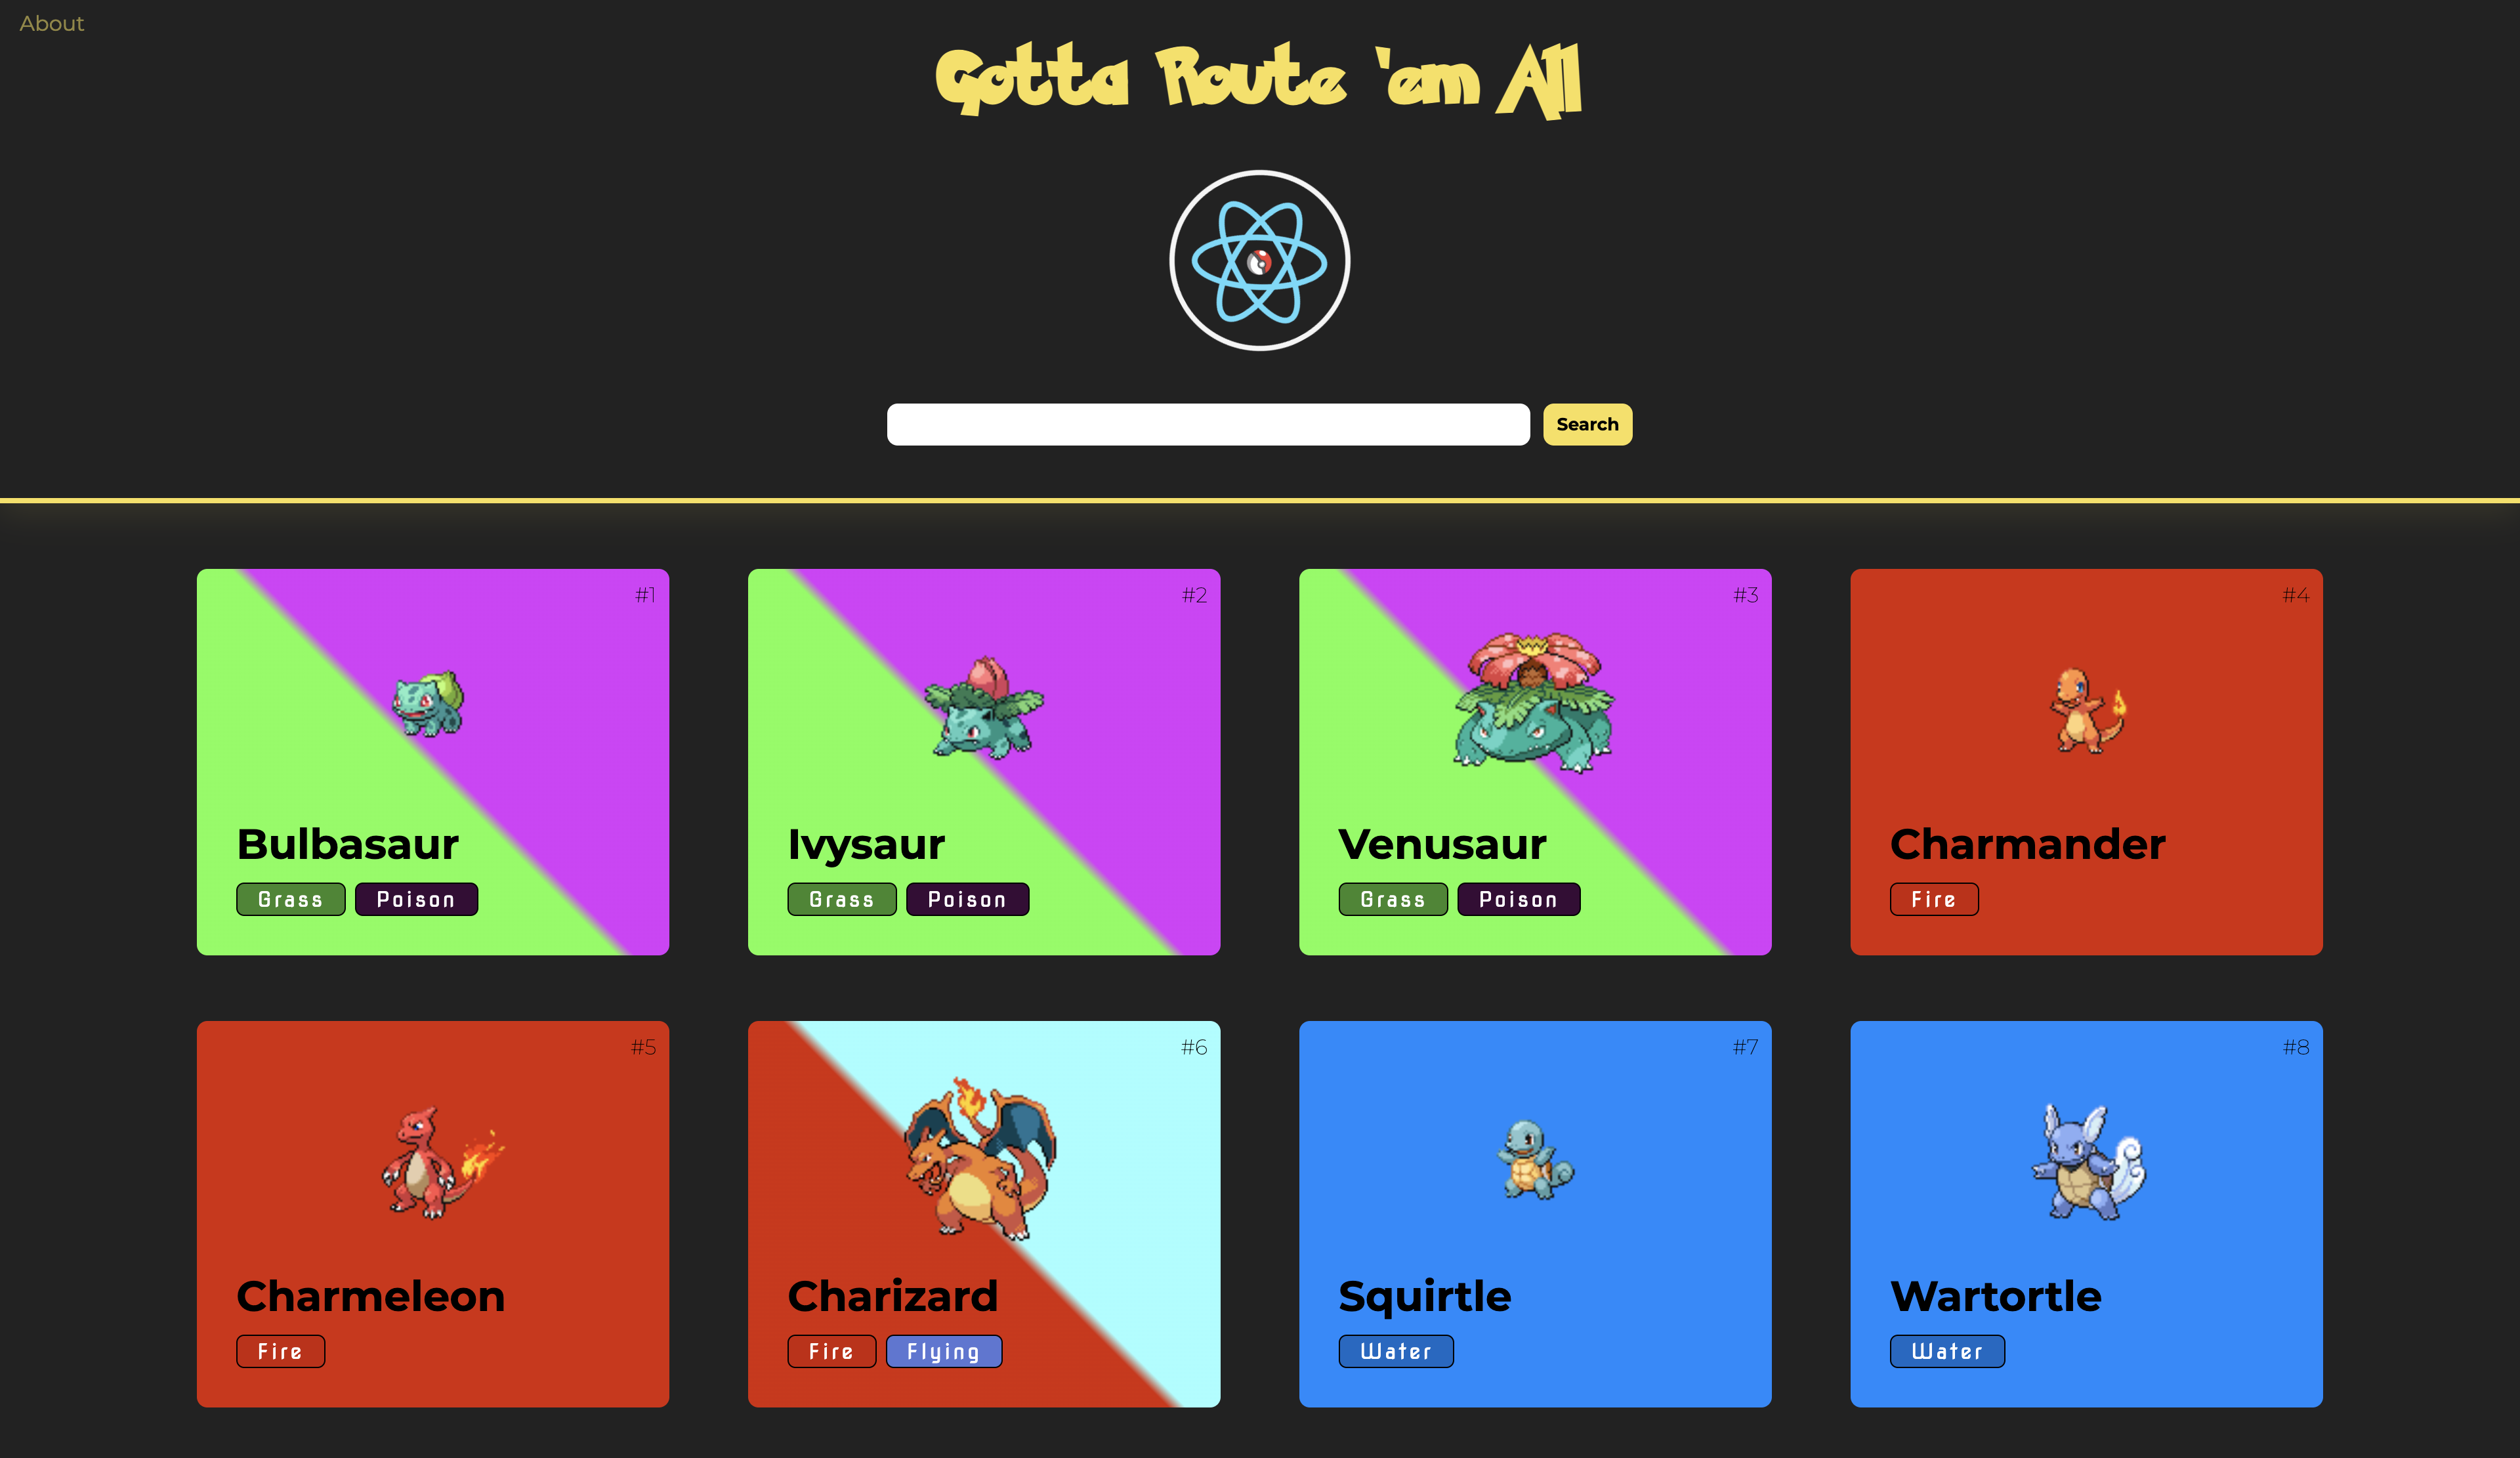 About
Gotta Route 'em All
Search
#1
Bulbasaur
Grass Poison
#2
Ivysaur
Grass Poison
#3
Venusaur
Grass Poison
#4
Charmander
Fire
#5
Charmeleon
Fire
#6
Charizard
Fire Flying
#7
Squirtle
Water
#8
Wartortle
Water